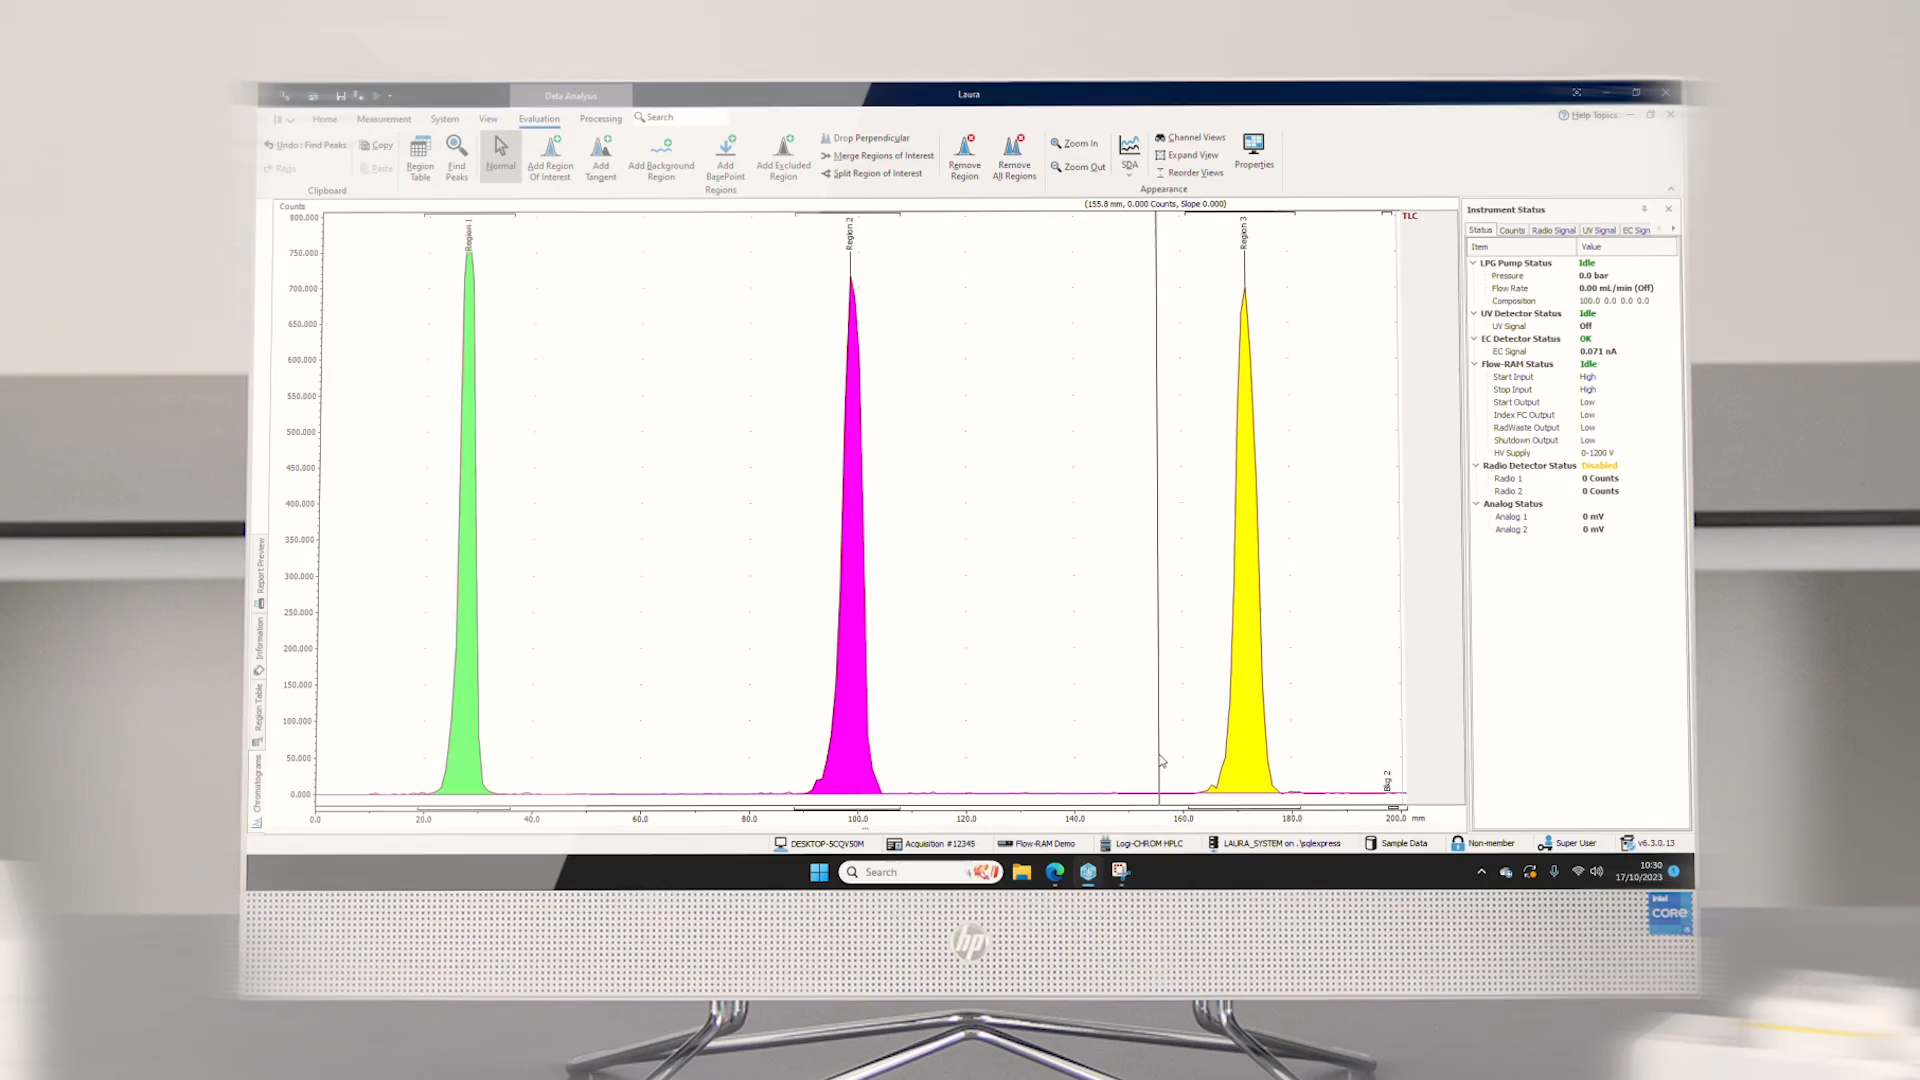 Data Analysis
Laura
Home Measurement System View Evaluation Processing Search
Help Topics
Undo : Find Peaks
Redo
Copy
Paste
Clipboard
Region Table
Find Peaks
Normal
Add Region Of Interest
Add Tangent
Add Background Region
Add BasePoint
Add Excluded Region
Drop Perpendicular
Merge Regions of Interest
Split Region of Interest
Regions
Remove Region
Remove All Regions
Zoom In
Zoom Out
SDA
Channel Views
Expand View
Reorder Views
Properties
Appearance
Counts
(155.8 mm, 0.000 Counts, Slope 0.000)
TLC
800.000
750.000
700.000
650.000
600.000
550.000
500.000
450.000
400.000
350.000
300.000
250.000
200.000
150.000
100.000
50.000
0.000
Region 1
Region 2
Region 3
Bkg 2
0.0 20.0 40.0 60.0 80.0 100.0 120.0 140.0 160.0 180.0 200.0 mm
Report Preview
Information
Region Table
Chromatograms
Instrument Status
Status Counts Radio Signal UV Signal EC Sign
Item Value
LPG Pump Status Idle
Pressure 0.0 bar
Flow Rate 0.00 mL/min (Off)
Composition 100.0 0.0 0.0 0.0
UV Detector Status Idle
UV Signal Off
EC Detector Status OK
EC Signal 0.071 nA
Flow-RAM Status Idle
Start Input High
Stop Input High
Start Output Low
Index FC Output Low
RadWaste Output Low
Shutdown Output Low
HV Supply 0-1200 V
Radio Detector Status Disabled
Radio 1 0 Counts
Radio 2 0 Counts
Analog Status
Analog 1 0 mV
Analog 2 0 mV
DESKTOP-5CQV50M Acquisition #12345 Flow-RAM Demo Logi-CHROM HPLC LAURA_SYSTEM on .\sqlexpress Sample Data Non-member Super User v6.3.0.13
Search
10:30
17/10/2023
intel
CORE
i5
hp